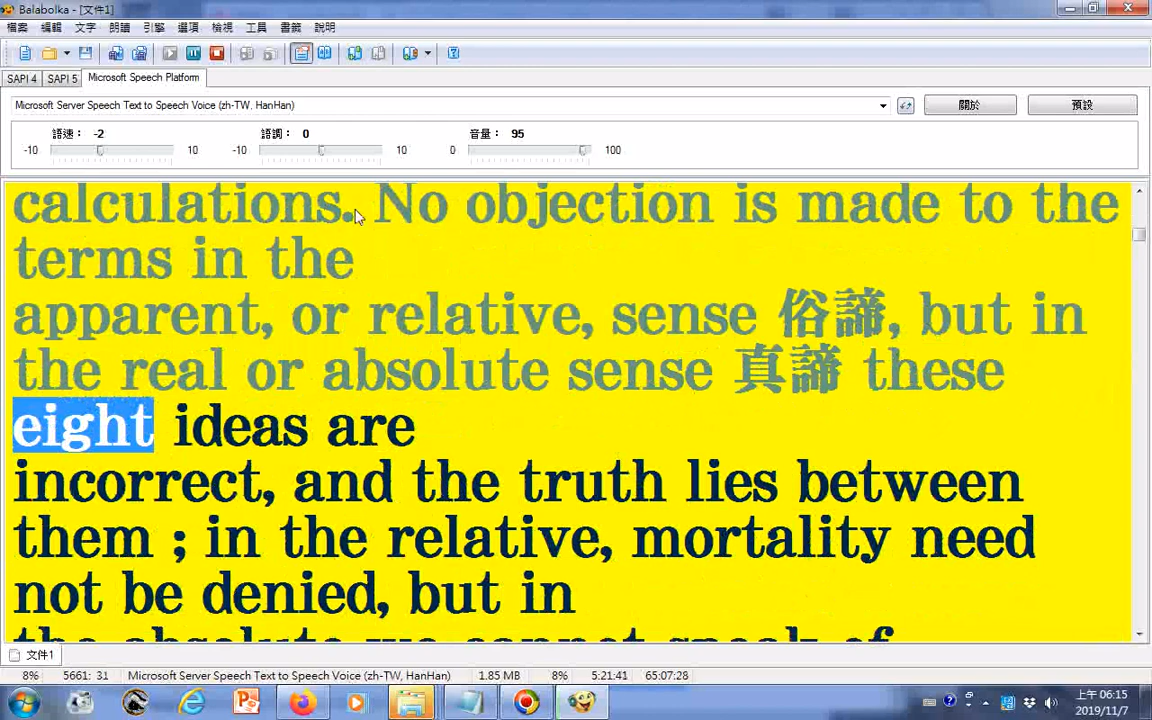 Balabolka - [文件1]
檔案 編輯 文字 朗讀 引擎 選項 檢視 工具 書籤 說明
SAPI 4 SAPI 5 Microsoft Speech Platform
Microsoft Server Speech Text to Speech Voice (zh-TW, HanHan) 關於 預設
語速： -2 語調： 0 音量： 95
-10 10 -10 10 0 100
calculations. No objection is made to the
terms in the
apparent, or relative, sense 俗諦, but in
the real or absolute sense 真諦 these
eight ideas are
incorrect, and the truth lies between
them ; in the relative, mortality need
not be denied, but in
the absolute we cannot speak of
文件1
8% 5661: 31 Microsoft Server Speech Text to Speech Voice (zh-TW, HanHan) 1.85 MB 8% 5:21:41 65:07:28
上午 06:15
2019/11/7